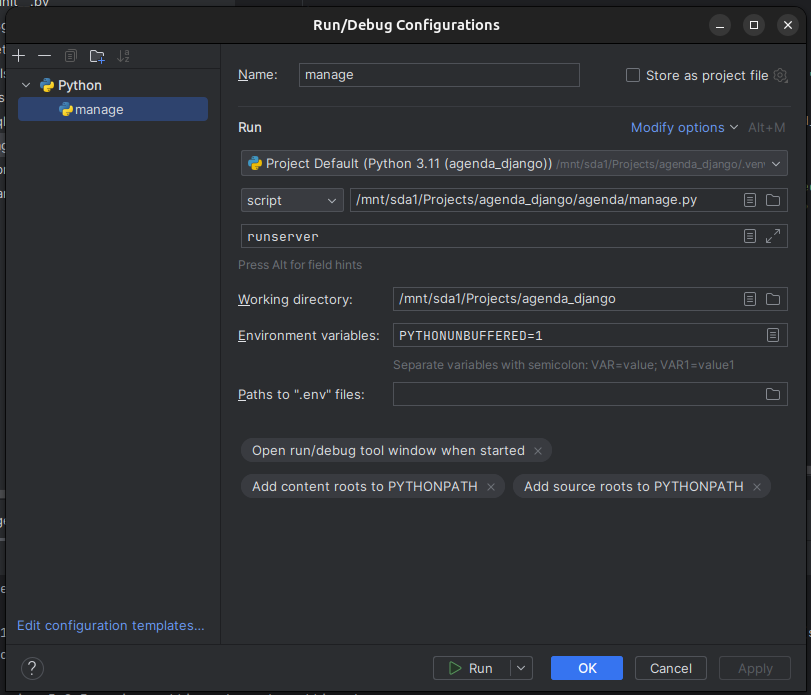 Run/Debug Configurations
Python
manage
Name:
manage
Store as project file
Run
Modify options
Alt+M
Project Default (Python 3.11 (agenda_django)) /mnt/sda1/Projects/agenda_django/.ven
script
/mnt/sda1/Projects/agenda_django/agenda/manage.py
runserver
Press Alt for field hints
Working directory:
/mnt/sda1/Projects/agenda_django
Environment variables:
PYTHONUNBUFFERED=1
Separate variables with semicolon: VAR=value; VAR1=value1
Paths to ".env" files:
Open run/debug tool window when started
Add content roots to PYTHONPATH
Add source roots to PYTHONPATH
Edit configuration templates...
?
Run
OK
Cancel
Apply